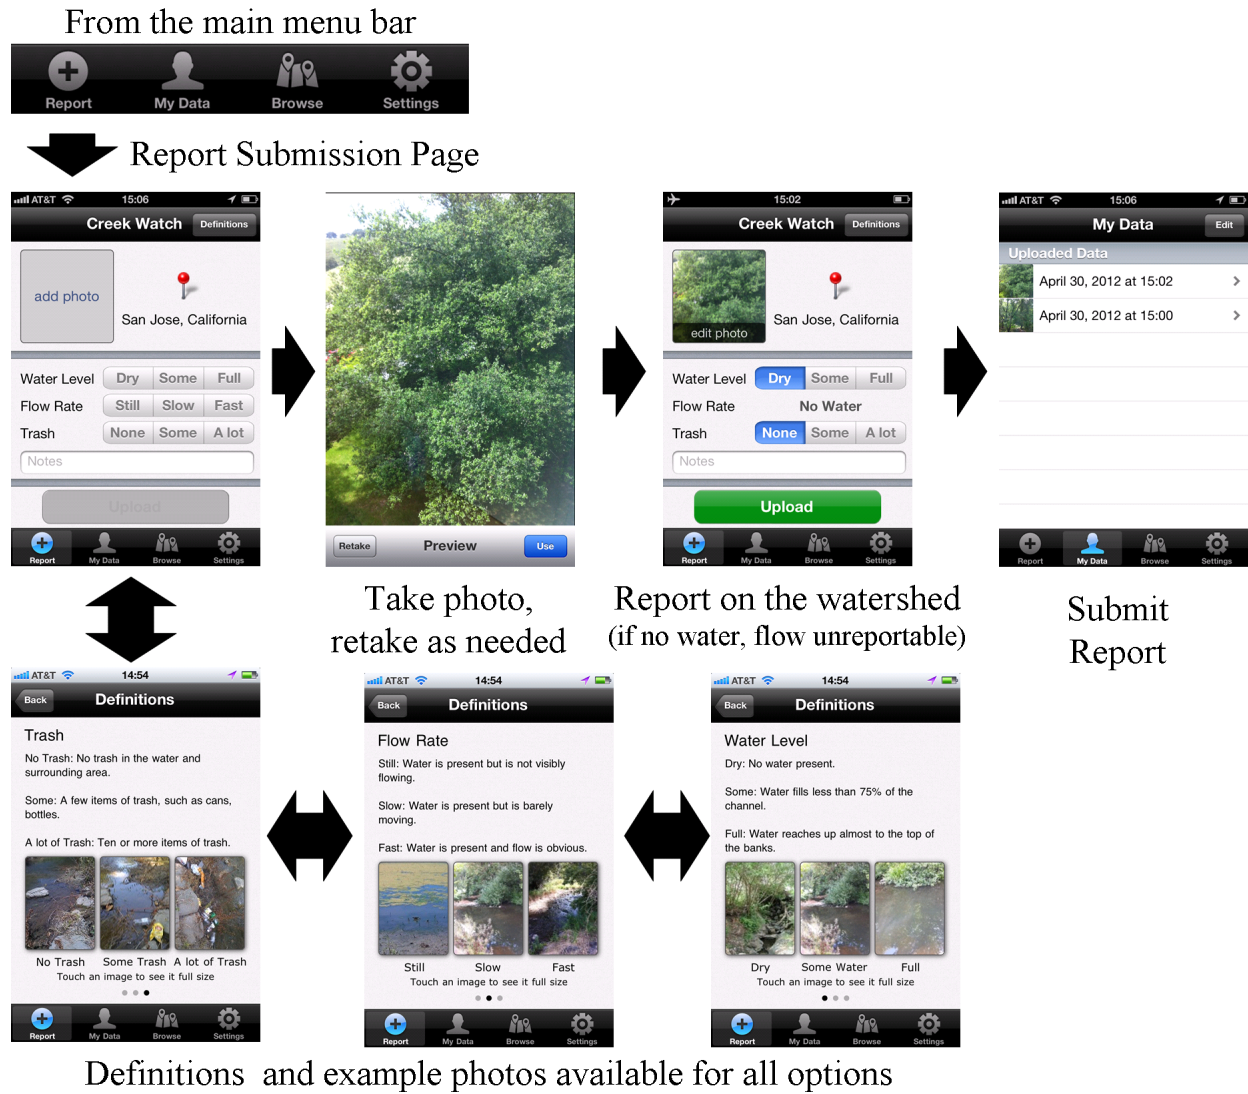 From the main menu bar
Report My Data Browse Settings
Report Submission Page
AT&T 15:06
Creek Watch Definitions
add photo
San Jose, California
Water Level Dry Some Full
Flow Rate Still Slow Fast
Trash None Some A lot
Notes
Upload
Report My Data Browse Settings
Retake Preview Use
Take photo,
retake as needed
15:02
Creek Watch Definitions
edit photo
San Jose, California
Water Level Dry Some Full
Flow Rate No Water
Trash None Some A lot
Notes
Upload
Report My Data Browse Settings
Report on the watershed
(if no water, flow unreportable)
AT&T 15:06
My Data Edit
Uploaded Data
April 30, 2012 at 15:02
April 30, 2012 at 15:00
Report My Data Browse Settings
Submit
Report
AT&T 14:54
Back Definitions
Trash
No Trash: No trash in the water and
surrounding area.
Some: A few items of trash, such as cans,
bottles.
A lot of Trash: Ten or more items of trash.
No Trash Some Trash A lot of Trash
Touch an image to see it full size
Report My Data Browse Settings
AT&T 14:54
Back Definitions
Flow Rate
Still: Water is present but is not visibly
flowing.
Slow: Water is present but is barely
moving.
Fast: Water is present and flow is obvious.
Still Slow Fast
Touch an image to see it full size
Report My Data Browse Settings
AT&T 14:54
Back Definitions
Water Level
Dry: No water present.
Some: Water fills less than 75% of the
channel.
Full: Water reaches up almost to the top of
the banks.
Dry Some Water Full
Touch an image to see it full size
Report My Data Browse Settings
Definitions and example photos available for all options